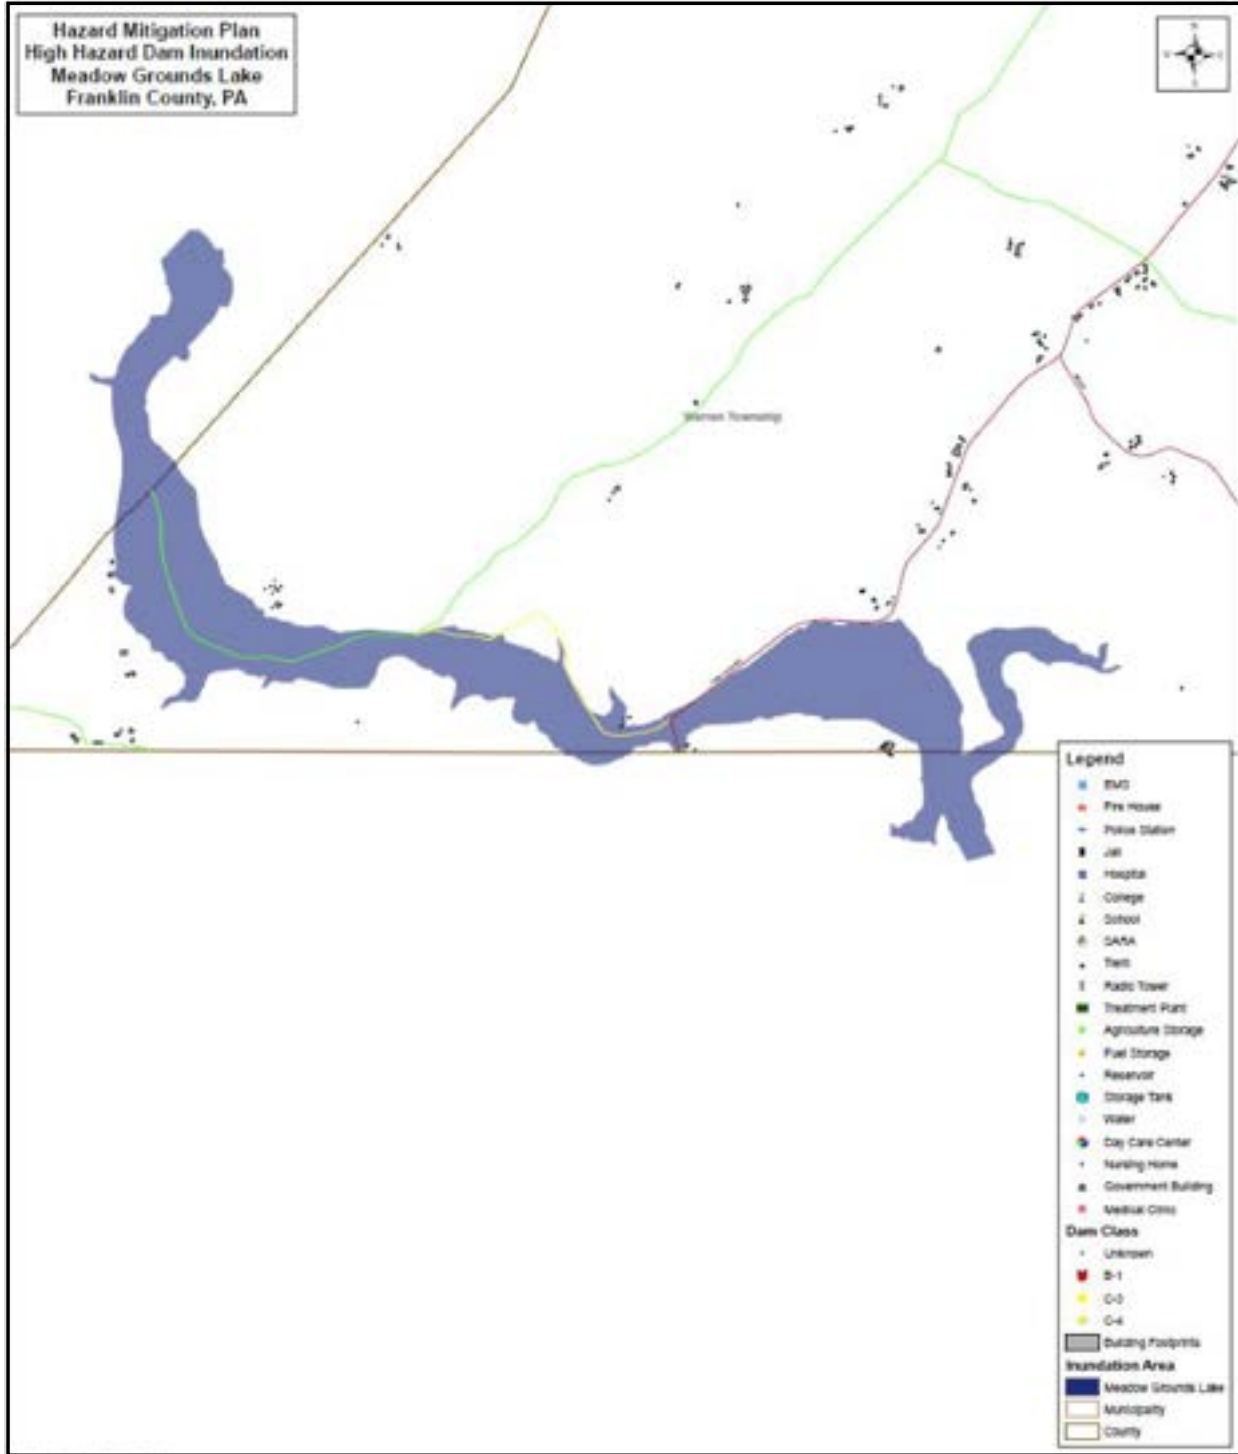 Hazard Mitigation Plan
High Hazard Dam Inundation
Meadow Grounds Lake
Franklin County, PA
Warren Township
Legend
EMS
Fire House
Police Station
Jail
Hospital
College
School
SARA
TierII
Radio Tower
Treatment Plant
Agriculture Storage
Fuel Storage
Reservoir
Storage Tank
Water
Day Care Center
Nursing Home
Government Building
Medical Clinic
Dam Class
Unknown
B-1
C-3
C-4
Building Footprints
Inundation Area
Meadow Grounds Lake
Municipality
County